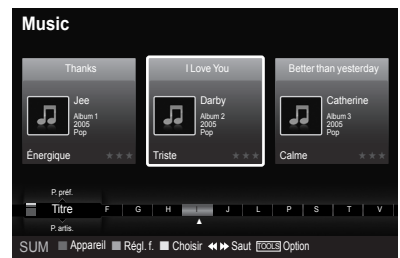 Music
Thanks
I Love You
Better than yesterday
Jee
Album 1
2005
Pop
Énergique
Darby
Album 2
2005
Pop
Triste
Catherine
Album 3
2005
Pop
Calme
P. préf.
Titre
F G H I J L P S T V
P. artis.
SUM Appareil Régl. f. Choisir Saut TOOLS Option